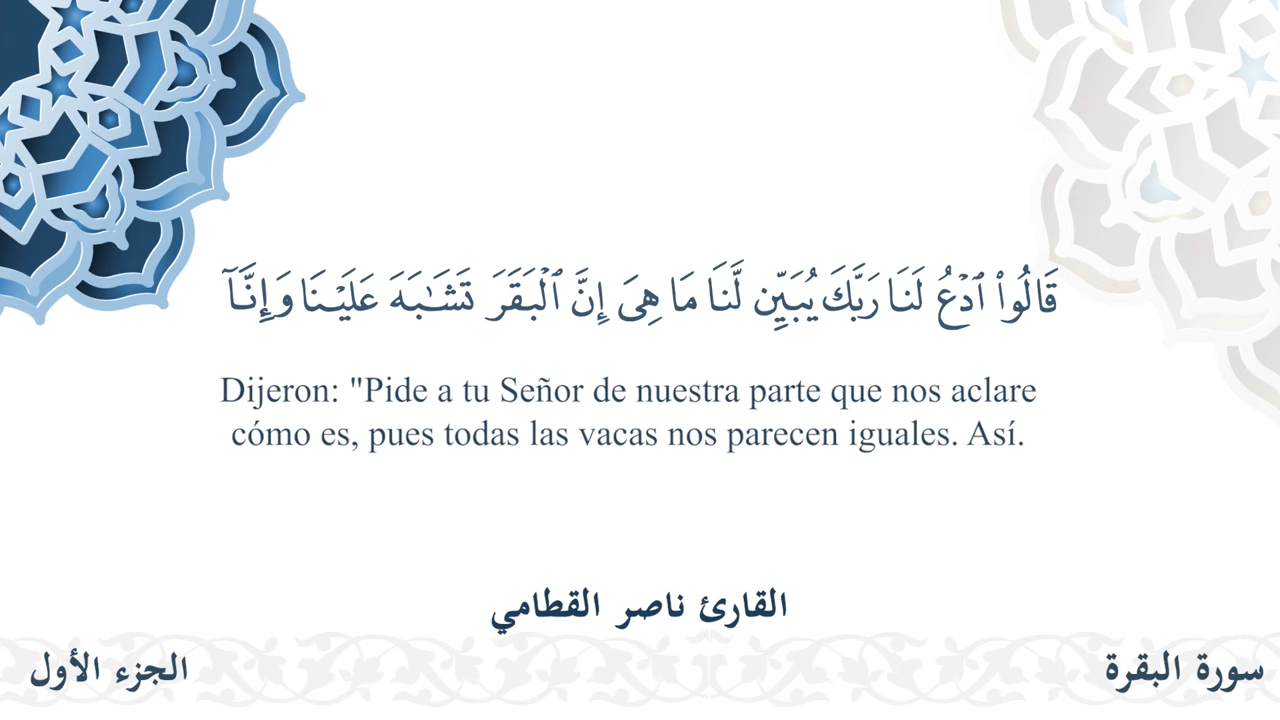 قَالُوا۟ ٱدْعُ لَنَا رَبَّكَ يُبَيِّن لَّنَا مَا هِىَ إِنَّ ٱلْبَقَرَ تَشَـٰبَهَ عَلَيْنَا وَإِنَّآ
Dijeron: "Pide a tu Señor de nuestra parte que nos aclare
cómo es, pues todas las vacas nos parecen iguales. Así.
القارئ ناصر القطامي
سورة البقرة
الجزء الأول